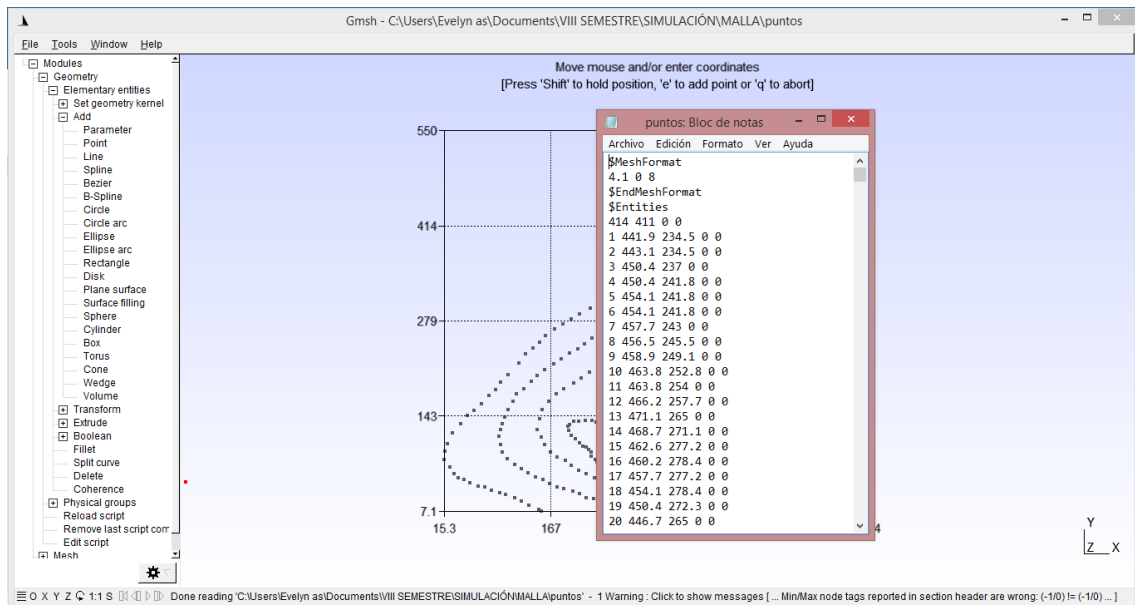 Gmsh - C:\Users\Evelyn as\Documents\VIII SEMESTRE\SIMULACIÓN\MALLA\puntos
File Tools Window Help
Modules
Geometry
Elementary entities
Set geometry kernel
Add
Parameter
Point
Line
Spline
Bezier
B-Spline
Circle
Circle arc
Ellipse
Ellipse arc
Rectangle
Disk
Plane surface
Surface filling
Sphere
Cylinder
Box
Torus
Cone
Wedge
Volume
Transform
Extrude
Boolean
Fillet
Split curve
Delete
Coherence
Physical groups
Reload script
Remove last script com
Edit script
Mesh
Move mouse and/or enter coordinates
[Press 'Shift' to hold position, 'e' to add point or 'q' to abort]
550
414
279
143
7.1
15.3 167 4
puntos: Bloc de notas
Archivo Edición Formato Ver Ayuda
$MeshFormat
4.1 0 8
$EndMeshFormat
$Entities
414 411 0 0
1 441.9 234.5 0 0
2 443.1 234.5 0 0
3 450.4 237 0 0
4 450.4 241.8 0 0
5 454.1 241.8 0 0
6 454.1 241.8 0 0
7 457.7 243 0 0
8 456.5 245.5 0 0
9 458.9 249.1 0 0
10 463.8 252.8 0 0
11 463.8 254 0 0
12 466.2 257.7 0 0
13 471.1 265 0 0
14 468.7 271.1 0 0
15 462.6 277.2 0 0
16 460.2 278.4 0 0
17 457.7 277.2 0 0
18 454.1 278.4 0 0
19 450.4 272.3 0 0
20 446.7 265 0 0
Y
Z X
O X Y Z 1:1 S Done reading 'C:\Users\Evelyn as\Documents\VIII SEMESTRE\SIMULACIÓN\MALLA\puntos' - 1 Warning : Click to show messages [ ... Min/Max node tags reported in section header are wrong: (-1/0) != (-1/0) ... ]